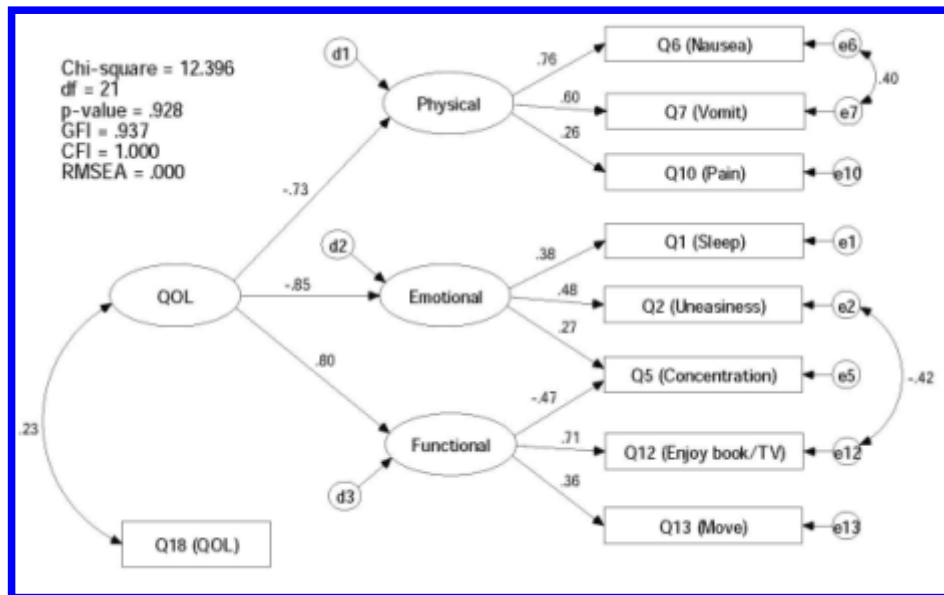 Chi-square = 12.396
df = 21
p-value = .928
GFI = .937
CFI = 1.000
RMSEA = .000
d1
Physical
.76
.60
.26
Q6 (Nausea)
e6
.40
Q7 (Vomit)
e7
Q10 (Pain)
e10
-.73
d2
QOL
-.85
Emotional
.38
.48
.27
Q1 (Sleep)
e1
Q2 (Uneasiness)
e2
Q5 (Concentration)
e5
-.42
.80
Functional
-.47
.71
.36
Q12 (Enjoy book/TV)
e12
d3
Q13 (Move)
e13
.23
Q18 (QOL)